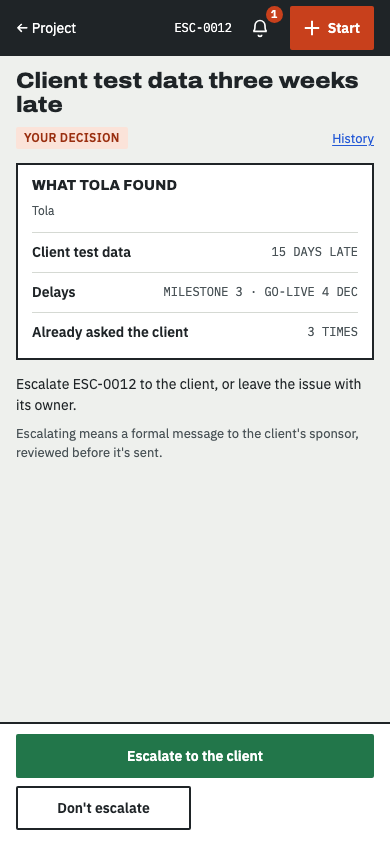 ← Project
ESC-0012
1
+ Start
Client test data three weeks
late
YOUR DECISION
History
WHAT TOLA FOUND
Tola
Client test data 15 DAYS LATE
Delays MILESTONE 3 · GO-LIVE 4 DEC
Already asked the client 3 TIMES
Escalate ESC-0012 to the client, or leave the issue with
its owner.
Escalating means a formal message to the client's sponsor,
reviewed before it's sent.
Escalate to the client
Don't escalate